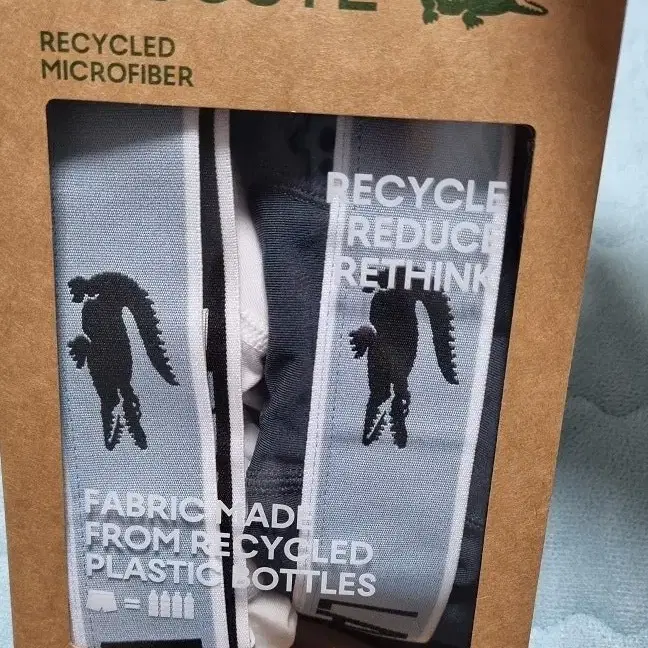 RECYCLED
MICROFIBER
RECYCLE
REDUCE
RETHINK
FABRIC MADE
FROM RECYCLED
PLASTIC BOTTLES
=